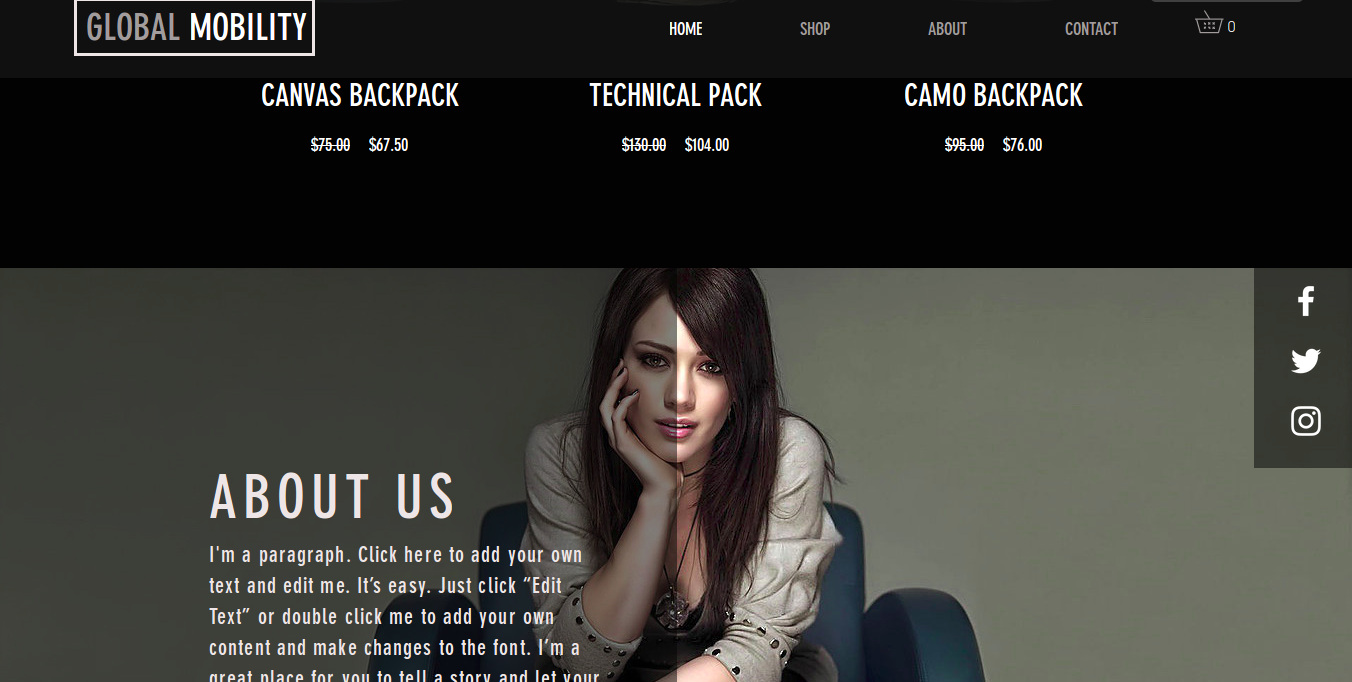 GLOBAL MOBILITY
HOME SHOP ABOUT CONTACT 0
CANVAS BACKPACK TECHNICAL PACK CAMO BACKPACK
$75.00 $67.50 $130.00 $104.00 $95.00 $76.00
ABOUT US
I'm a paragraph. Click here to add your own
text and edit me. It’s easy. Just click “Edit
Text” or double click me to add your own
content and make changes to the font. I’m a
great place for you to tell a story and let your